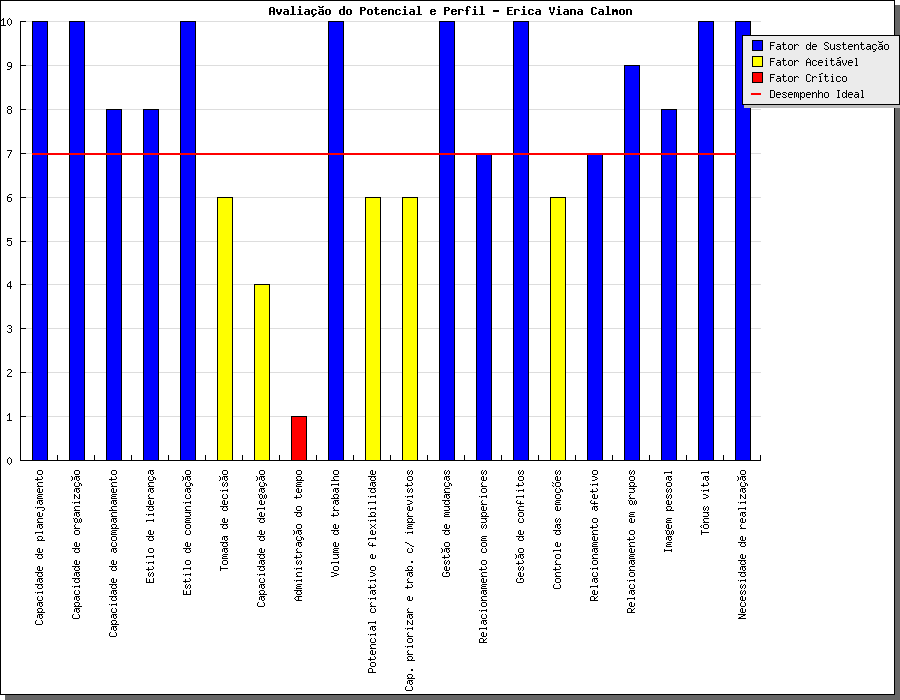 Avaliação do Potencial e Perfil - Erica Viana Calmon
Fator de Sustentação
Fator Aceitável
Fator Crítico
Desempenho Ideal
10
9
8
7
6
5
4
3
2
1
0
Capacidade de planejamento
Capacidade de organização
Capacidade de acompanhamento
Estilo de liderança
Estilo de comunicação
Tomada de decisão
Capacidade de delegação
Administração do tempo
Volume de trabalho
Potencial criativo e flexibilidade
Cap. priorizar e trab. c/ imprevistos
Gestão de mudanças
Relacionamento com superiores
Gestão de conflitos
Controle das emoções
Relacionamento afetivo
Relacionamento em grupos
Imagem pessoal
Tônus vital
Necessidade de realização